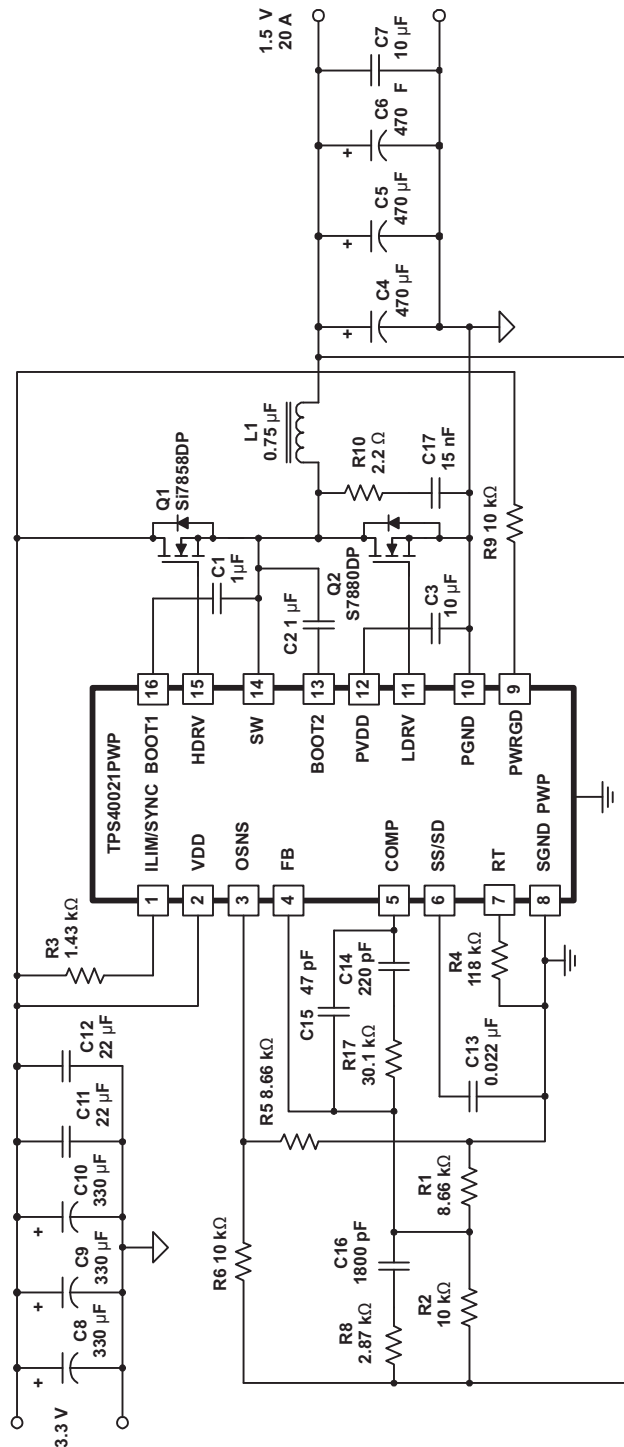 3.3 V
+
C8
330 µF
+
C9
330 µF
+
C10
330 µF
C11
22 µF
C12
22 µF
R3
1.43 kΩ
TPS40021PWP
1
ILIM/SYNC
BOOT1
16
2
VDD
HDRV
15
3
OSNS
SW
14
4
FB
BOOT2
13
PVDD
12
5
COMP
LDRV
11
6
SS/SD
PGND
10
7
RT
PWRGD
9
8
SGND
PWP
R6 10 kΩ
R5 8.66 kΩ
C15
47 pF
R17
30.1 kΩ
C14
220 pF
R8
2.87 kΩ
C16
1800 pF
R2
10 kΩ
R1
8.66 kΩ
C13
0.022 µF
R4
118 kΩ
C1
1µF
Q1
Si7858DP
C2 1 µF
Q2
S7880DP
C3
10 µF
L1
0.75 µF
R10
2.2 Ω
C17
15 nF
R9 10 kΩ
+
C4
470 µF
+
C5
470 µF
+
C6
470 F
C7
10 µF
1.5 V
20 A